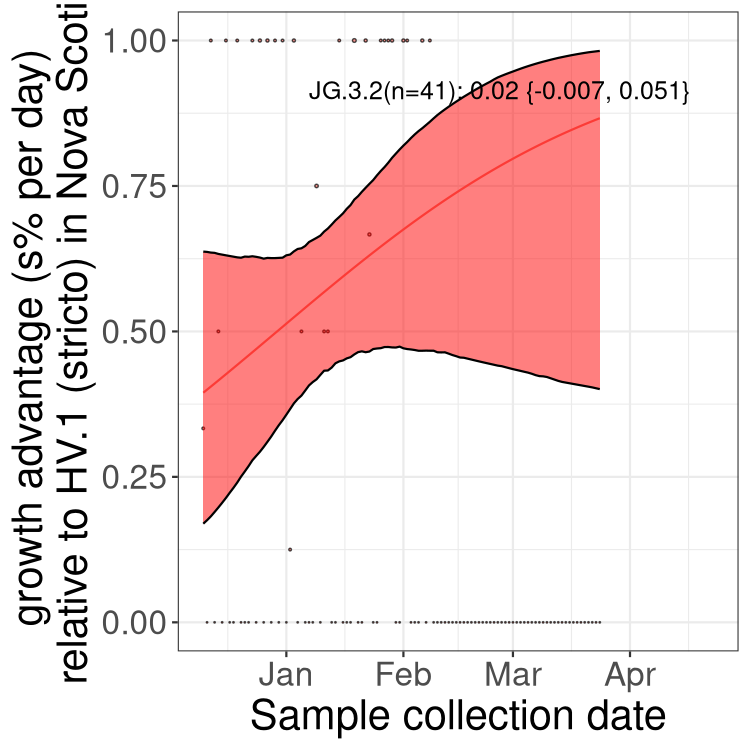 growth advantage (s% per day)
relative to HV.1 (stricto) in Nova Scoti
1.00
0.75
0.50
0.25
0.00
JG.3.2(n=41): 0.02 {-0.007, 0.051}
Jan Feb Mar Apr
Sample collection date